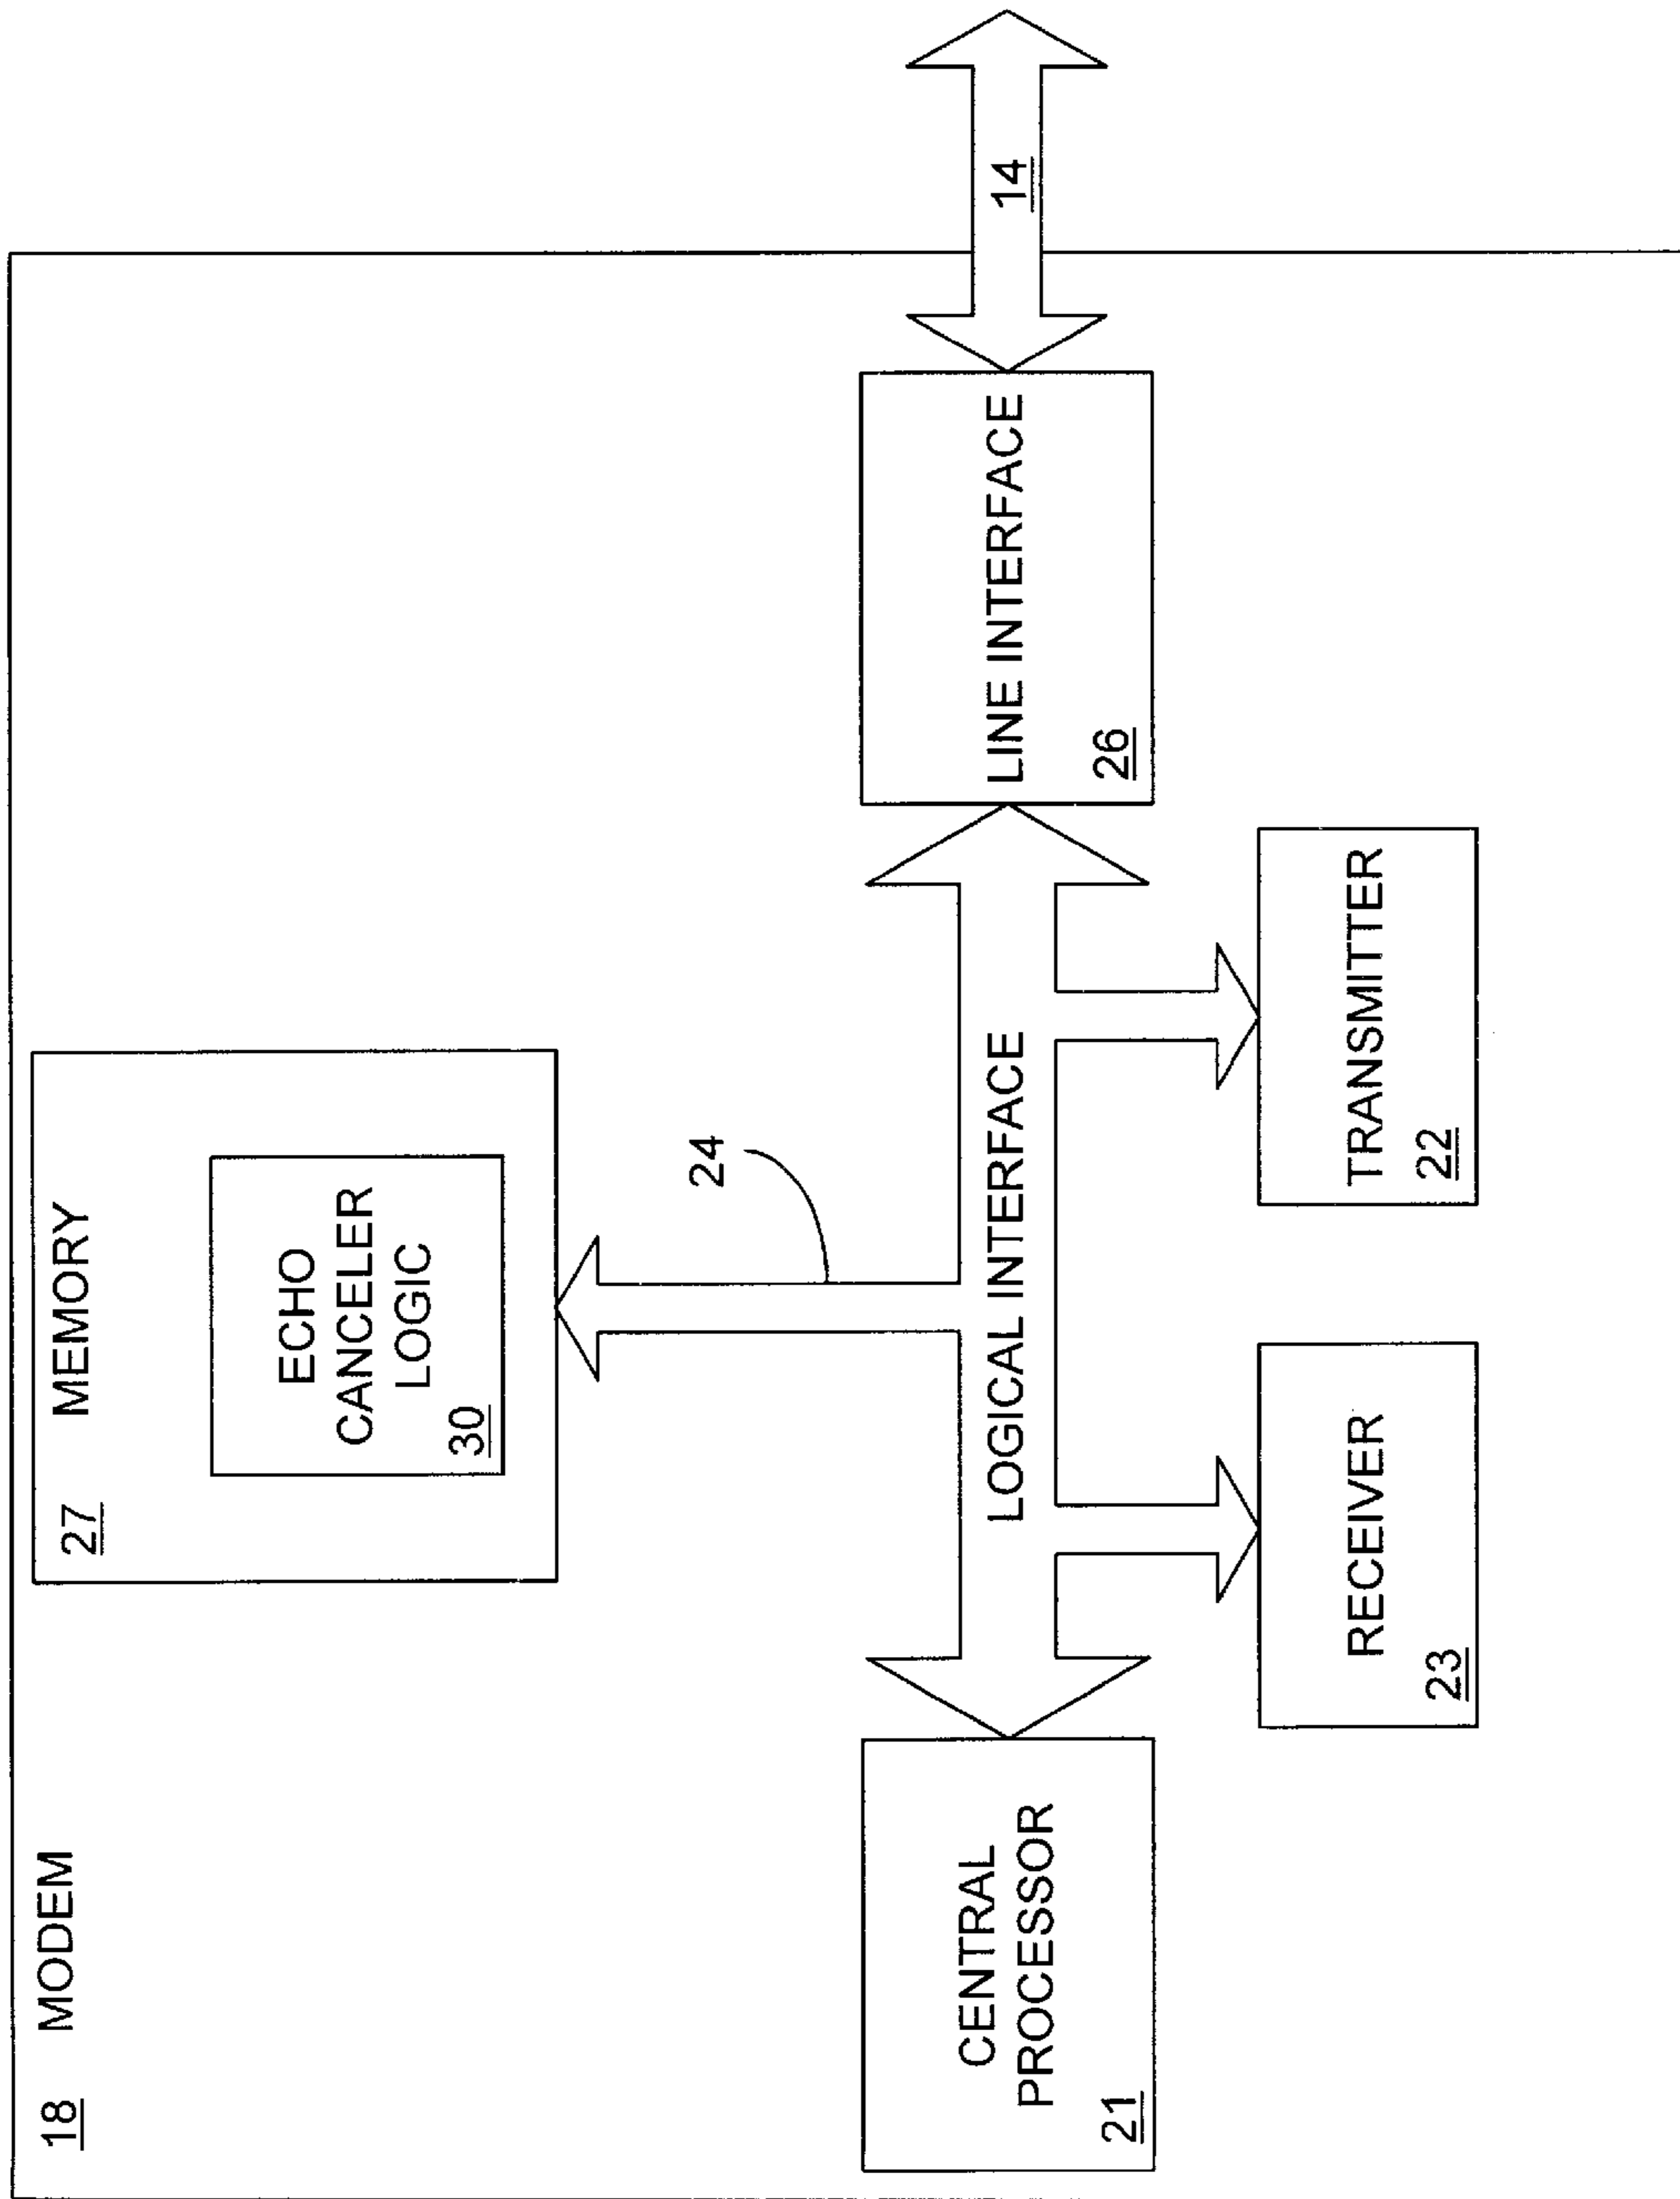 18 MODEM
27 MEMORY
ECHO
CANCELER
LOGIC
30
24
CENTRAL
PROCESSOR
21
LOGICAL INTERFACE
LINE INTERFACE
26
14
RECEIVER
23
TRANSMITTER
22